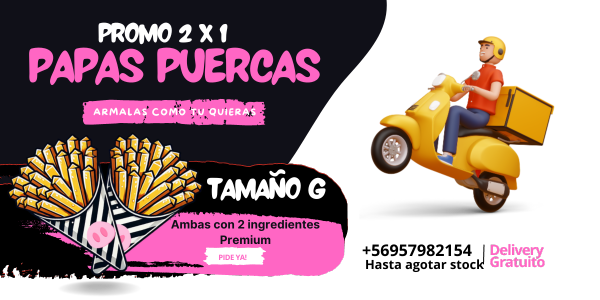 PROMO 2 X 1
PAPAS PUERCAS
ARMALAS COMO TU QUIERAS
TAMAÑO G
Ambas con 2 ingredientes
Premium
PIDE YA!
+56957982154
Hasta agotar stock
Delivery
Gratuito